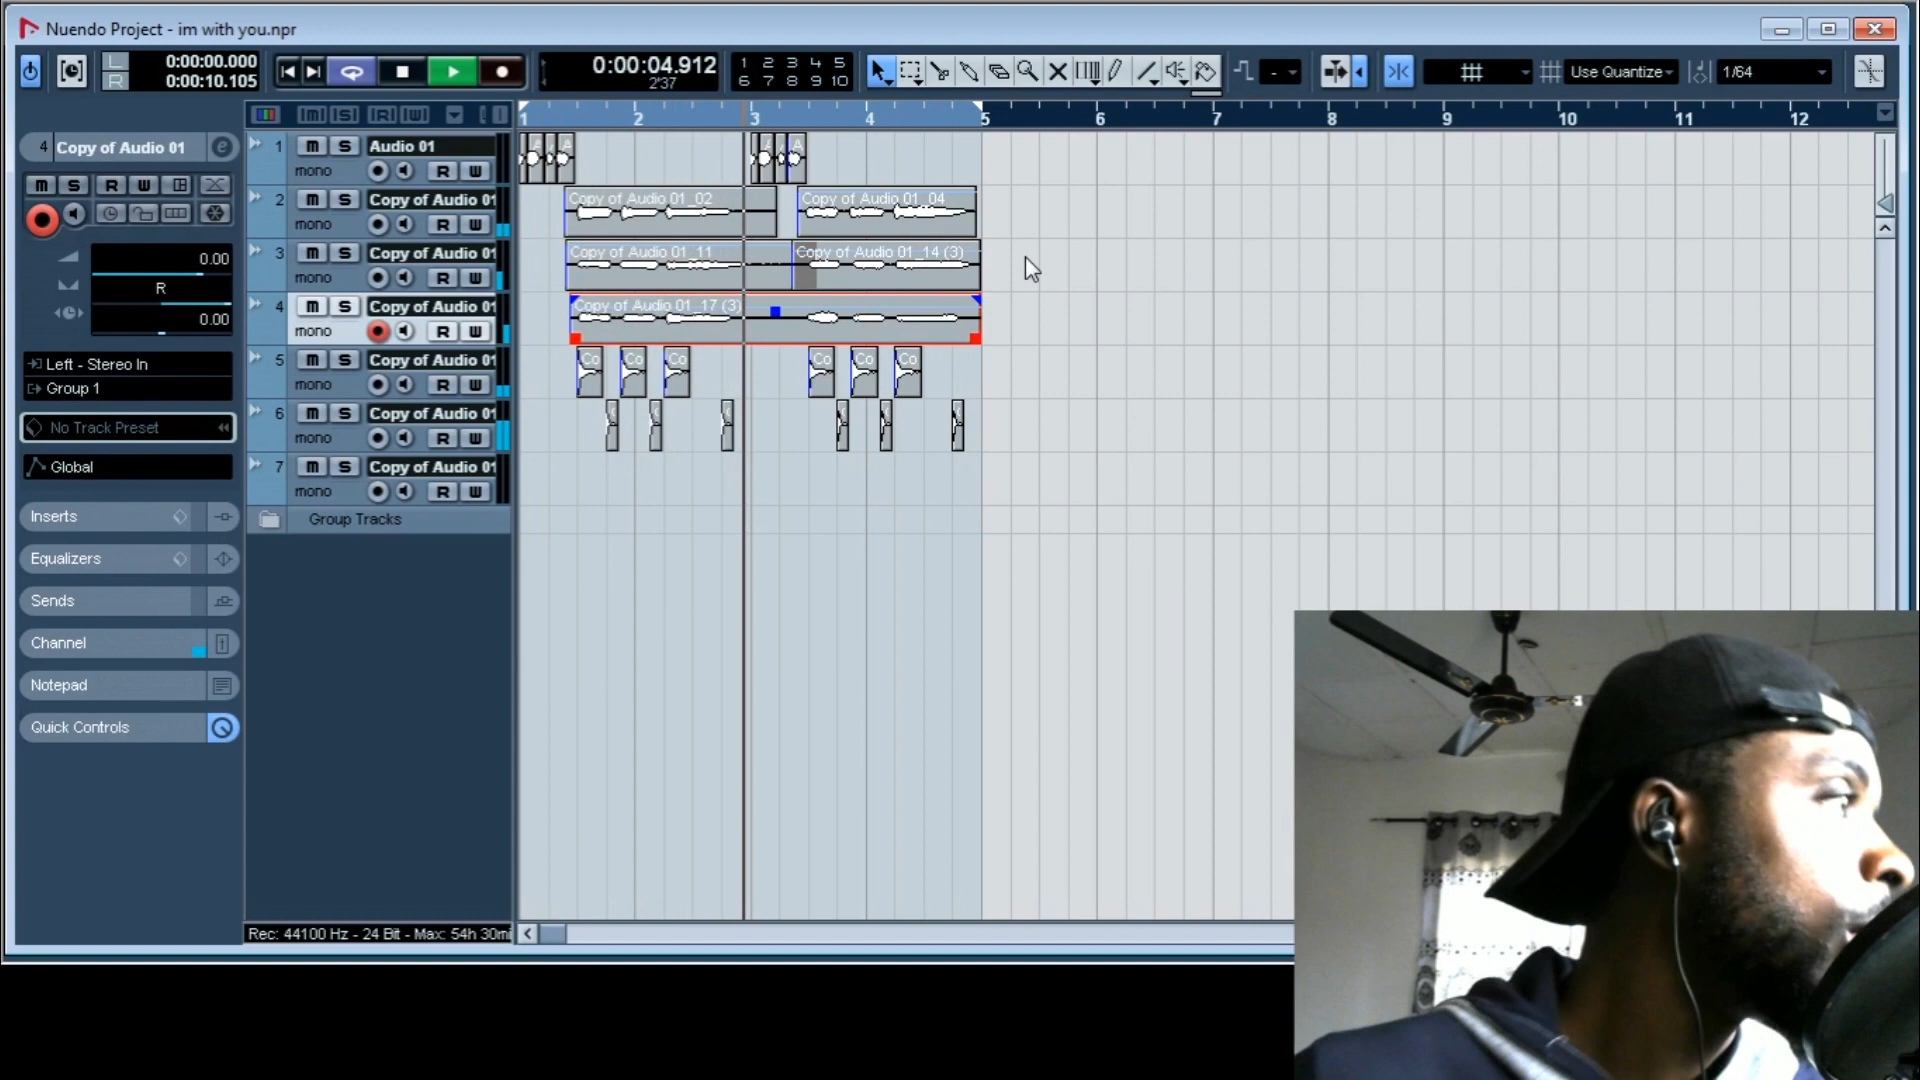 Nuendo Project - im with you.npr
L 0:00:00.000
R 0:00:10.105
0:00:04.912
2"37
1 2 3 4 5
6 7 8 9 10
-
Use Quantize
1/64
4 Copy of Audio 01 e
M S R W
0.00
R
0.00
Left - Stereo In
Group 1
No Track Preset
Global
Inserts
Equalizers
Sends
Channel
Notepad
Quick Controls
[M] [S] [R] [W]
1 M S Audio 01
mono R W
2 M S Copy of Audio 01
mono R W
3 M S Copy of Audio 01
mono R W
4 M S Copy of Audio 01
mono R W
5 M S Copy of Audio 01
mono R W
6 M S Copy of Audio 01
mono R W
7 M S Copy of Audio 01
mono R W
Group Tracks
Rec: 44100 Hz - 24 Bit - Max: 54h 30mi
1 2 3 4 5 6 7 8 9 10 11 12
Copy of Audio 01_02
Copy of Audio 01_04
Copy of Audio 01_11
Copy of Audio 01_14 (3)
Copy of Audio 01_17 (3)
Co Co Co Co Co Co